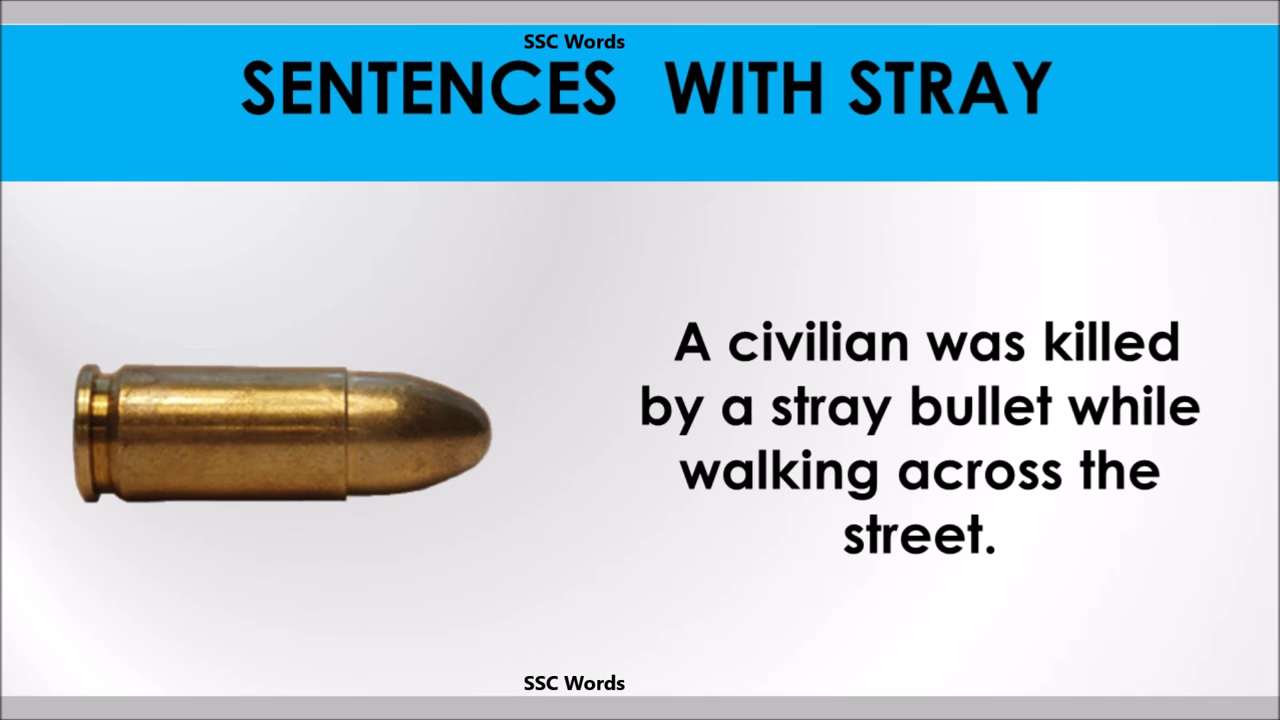 SSC Words
SENTENCES WITH STRAY
A civilian was killed
by a stray bullet while
walking across the
street.
SSC Words